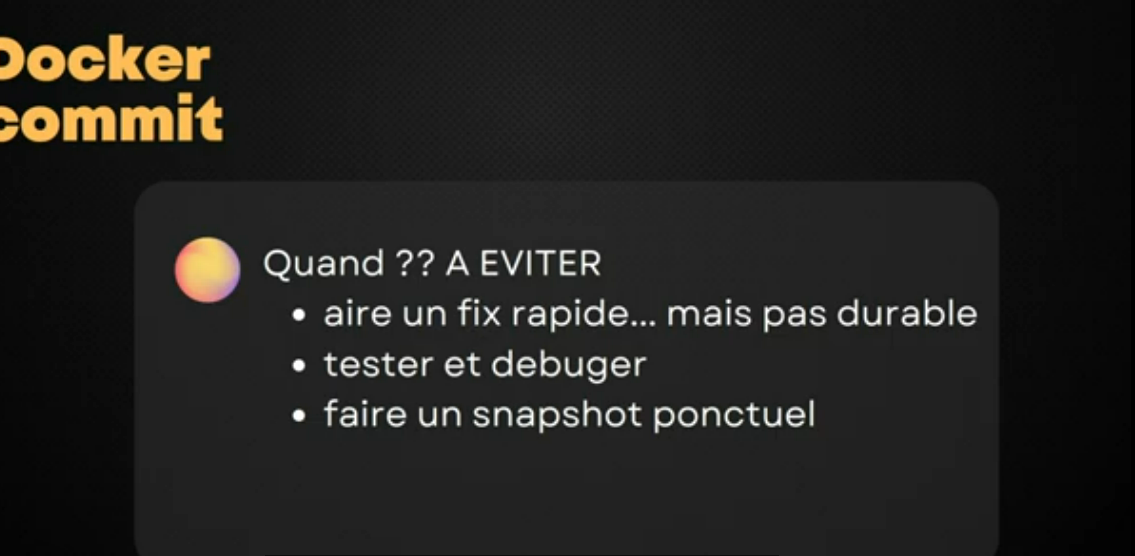 Docker
commit
Quand ?? A EVITER
• aire un fix rapide... mais pas durable
• tester et debuger
• faire un snapshot ponctuel